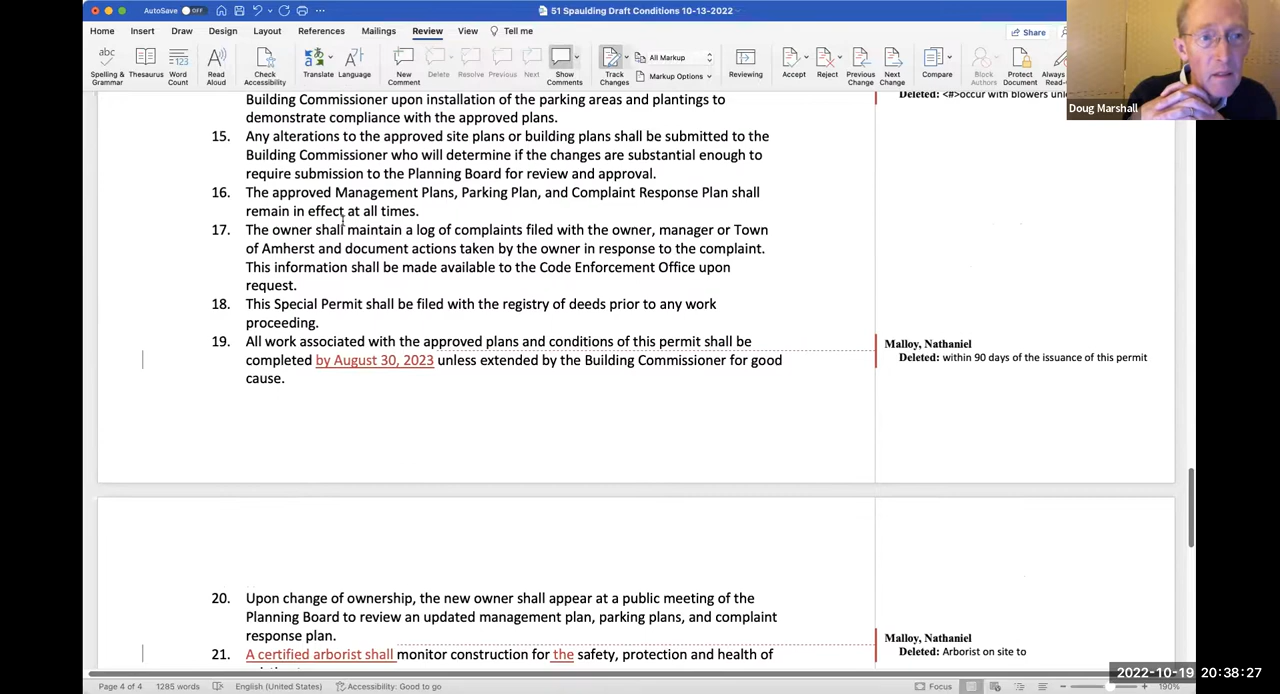 AutoSave OFF
51 Spaulding Draft Conditions 10-13-2022
Home Insert Draw Design Layout References Mailings Review View Tell me
Share
Spelling & Grammar Thesaurus Word Count Read Aloud Check Accessibility Translate Language New Comment Delete Resolve Previous Next Show Comments Track Changes All Markup Markup Options Reviewing Accept Reject Previous Change Next Change Compare Block Authors Protect Document Always
Doug Marshall
Building Commissioner upon installation of the parking areas and plantings to
demonstrate compliance with the approved plans.
Deleted: <#>occur with blowers
15. Any alterations to the approved site plans or building plans shall be submitted to the
Building Commissioner who will determine if the changes are substantial enough to
require submission to the Planning Board for review and approval.
16. The approved Management Plans, Parking Plan, and Complaint Response Plan shall
remain in effect at all times.
17. The owner shall maintain a log of complaints filed with the owner, manager or Town
of Amherst and document actions taken by the owner in response to the complaint.
This information shall be made available to the Code Enforcement Office upon
request.
18. This Special Permit shall be filed with the registry of deeds prior to any work
proceeding.
19. All work associated with the approved plans and conditions of this permit shall be
completed by August 30, 2023 unless extended by the Building Commissioner for good
cause.
Malloy, Nathaniel
Deleted: within 90 days of the issuance of this permit
20. Upon change of ownership, the new owner shall appear at a public meeting of the
Planning Board to review an updated management plan, parking plans, and complaint
response plan.
21. A certified arborist shall monitor construction for the safety, protection and health of
Malloy, Nathaniel
Deleted: Arborist on site to
Page 4 of 4 1285 words English (United States) Accessibility: Good to go Focus 190%
2022-10-19 20:38:27